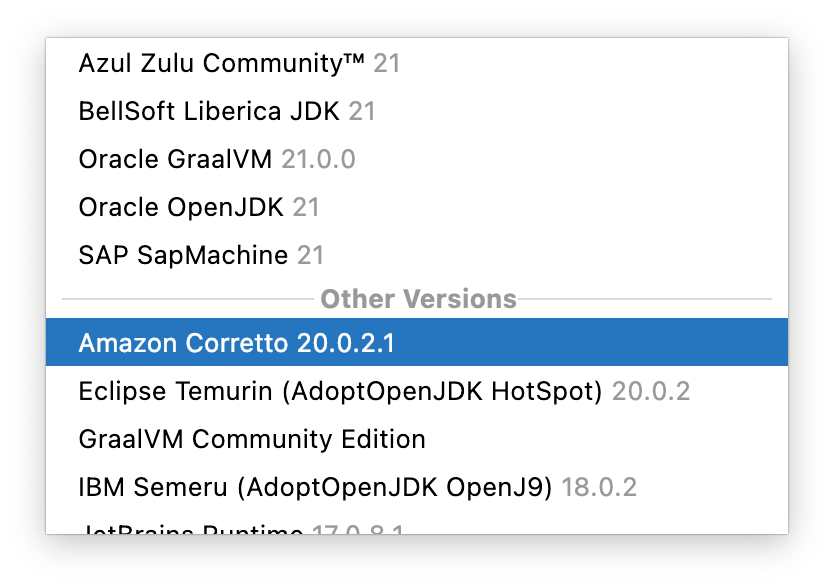 Azul Zulu Community™ 21
BellSoft Liberica JDK 21
Oracle GraalVM 21.0.0
Oracle OpenJDK 21
SAP SapMachine 21
Other Versions
Amazon Corretto 20.0.2.1
Eclipse Temurin (AdoptOpenJDK HotSpot) 20.0.2
GraalVM Community Edition
IBM Semeru (AdoptOpenJDK OpenJ9) 18.0.2
JetBrains Runtime 17.0.8.1